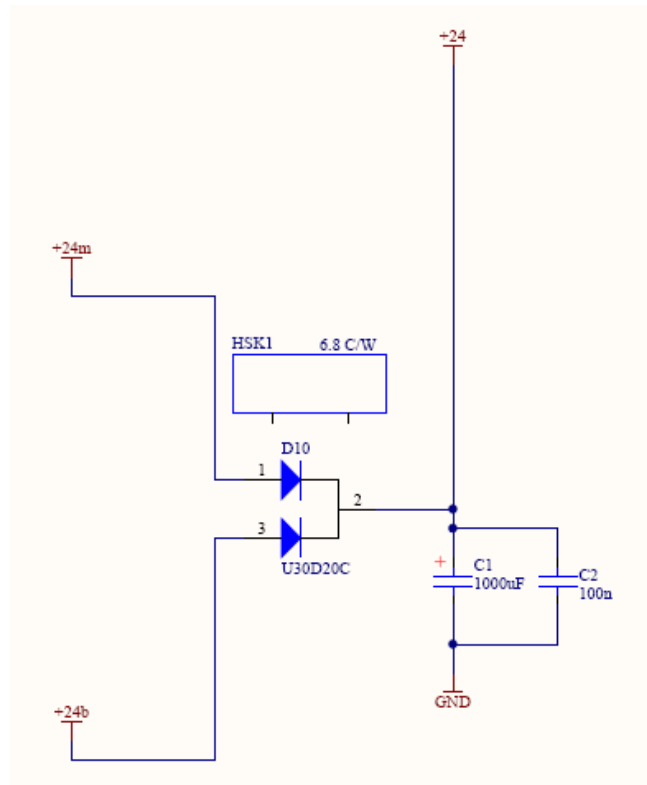 +24
+24m
HSK1 6.8 C/W
D10
1
2
3
U30D20C
+
C1
1000uF
C2
100n
GND
+24b